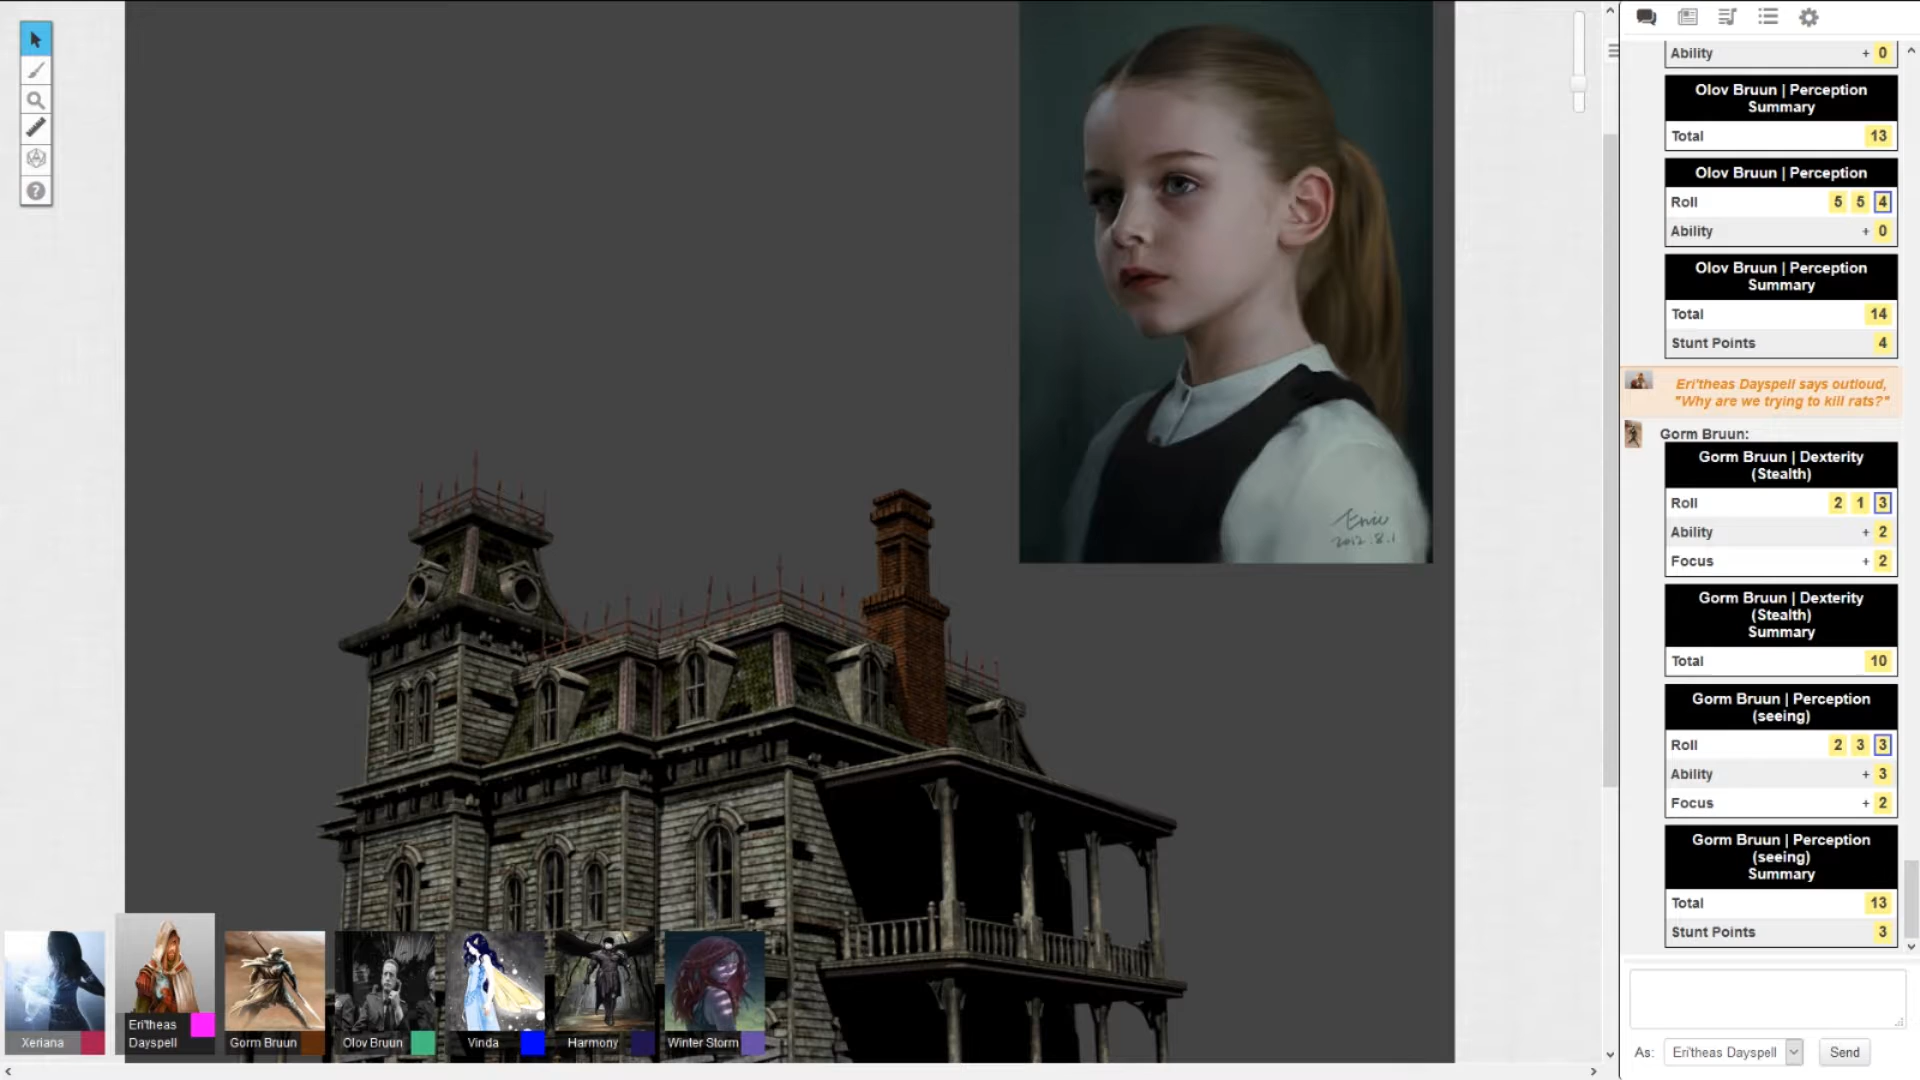 Ability + 0
Olov Bruun | Perception
Summary
Total 13
Olov Bruun | Perception
Roll 5 5 4
Ability + 0
Olov Bruun | Perception
Summary
Total 14
Stunt Points 4
Eri'theas Dayspell says outloud,
"Why are we trying to kill rats?"
Gorm Bruun:
Gorm Bruun | Dexterity
(Stealth)
Roll 2 1 3
Ability + 2
Focus + 2
Gorm Bruun | Dexterity
(Stealth)
Summary
Total 10
Gorm Bruun | Perception
(seeing)
Roll 2 3 3
Ability + 3
Focus + 2
Gorm Bruun | Perception
(seeing)
Summary
Total 13
Stunt Points 3
As: Eri'theas Dayspell Send
2012.8.1
Xeriana
Eri'theas
Dayspell
Gorm Bruun
Olov Bruun
Vinda
Harmony
Winter Storm